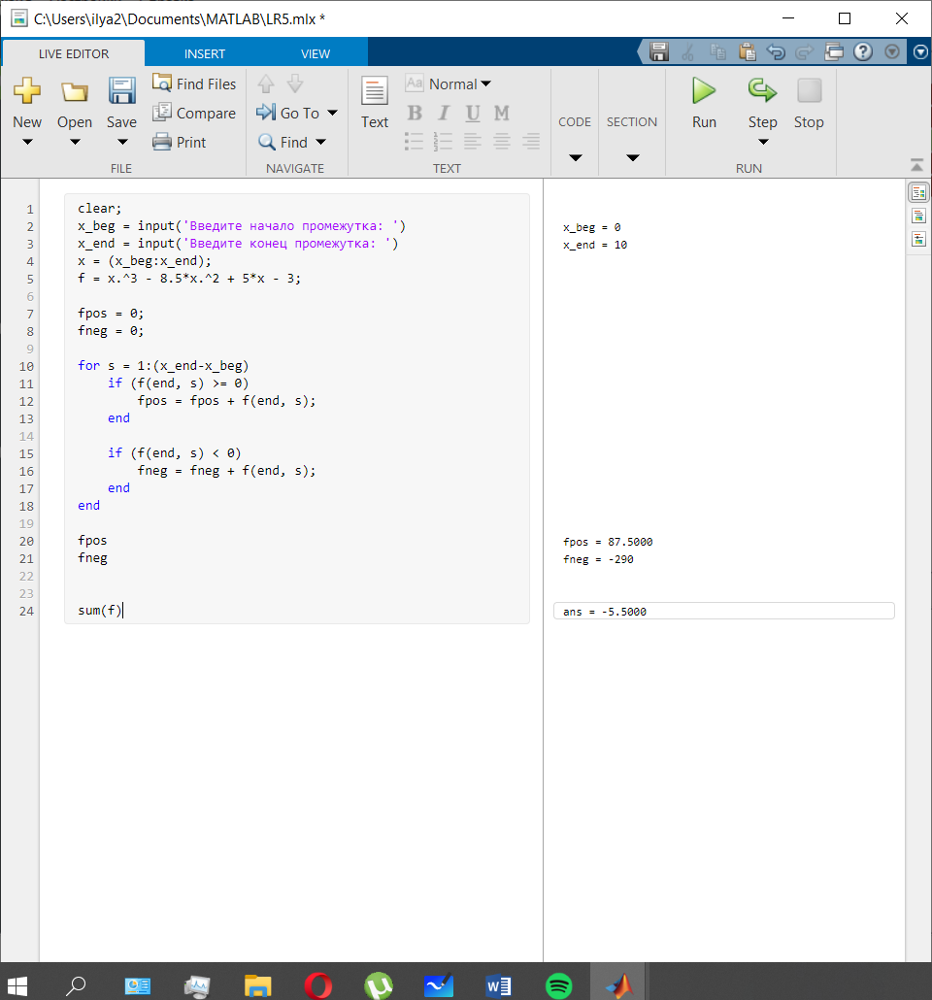 C:\Users\ilya2\Documents\MATLAB\LR5.mlx *
LIVE EDITOR
INSERT
VIEW
New
Open
Save
Find Files
Compare
Print
FILE
Go To
Find
NAVIGATE
Text
Aa Normal
B I U M
TEXT
CODE
SECTION
Run
Step
Stop
RUN
1 clear;
2 x_beg = input('Введите начало промежутка: ')
3 x_end = input('Введите конец промежутка: ')
4 x = (x_beg:x_end);
5 f = x.^3 - 8.5*x.^2 + 5*x - 3;
6
7 fpos = 0;
8 fneg = 0;
9
10 for s = 1:(x_end-x_beg)
11 if (f(end, s) >= 0)
12 fpos = fpos + f(end, s);
13 end
14
15 if (f(end, s) < 0)
16 fneg = fneg + f(end, s);
17 end
18 end
19
20 fpos
21 fneg
22
23
24 sum(f)
x_beg = 0
x_end = 10
fpos = 87.5000
fneg = -290
ans = -5.5000